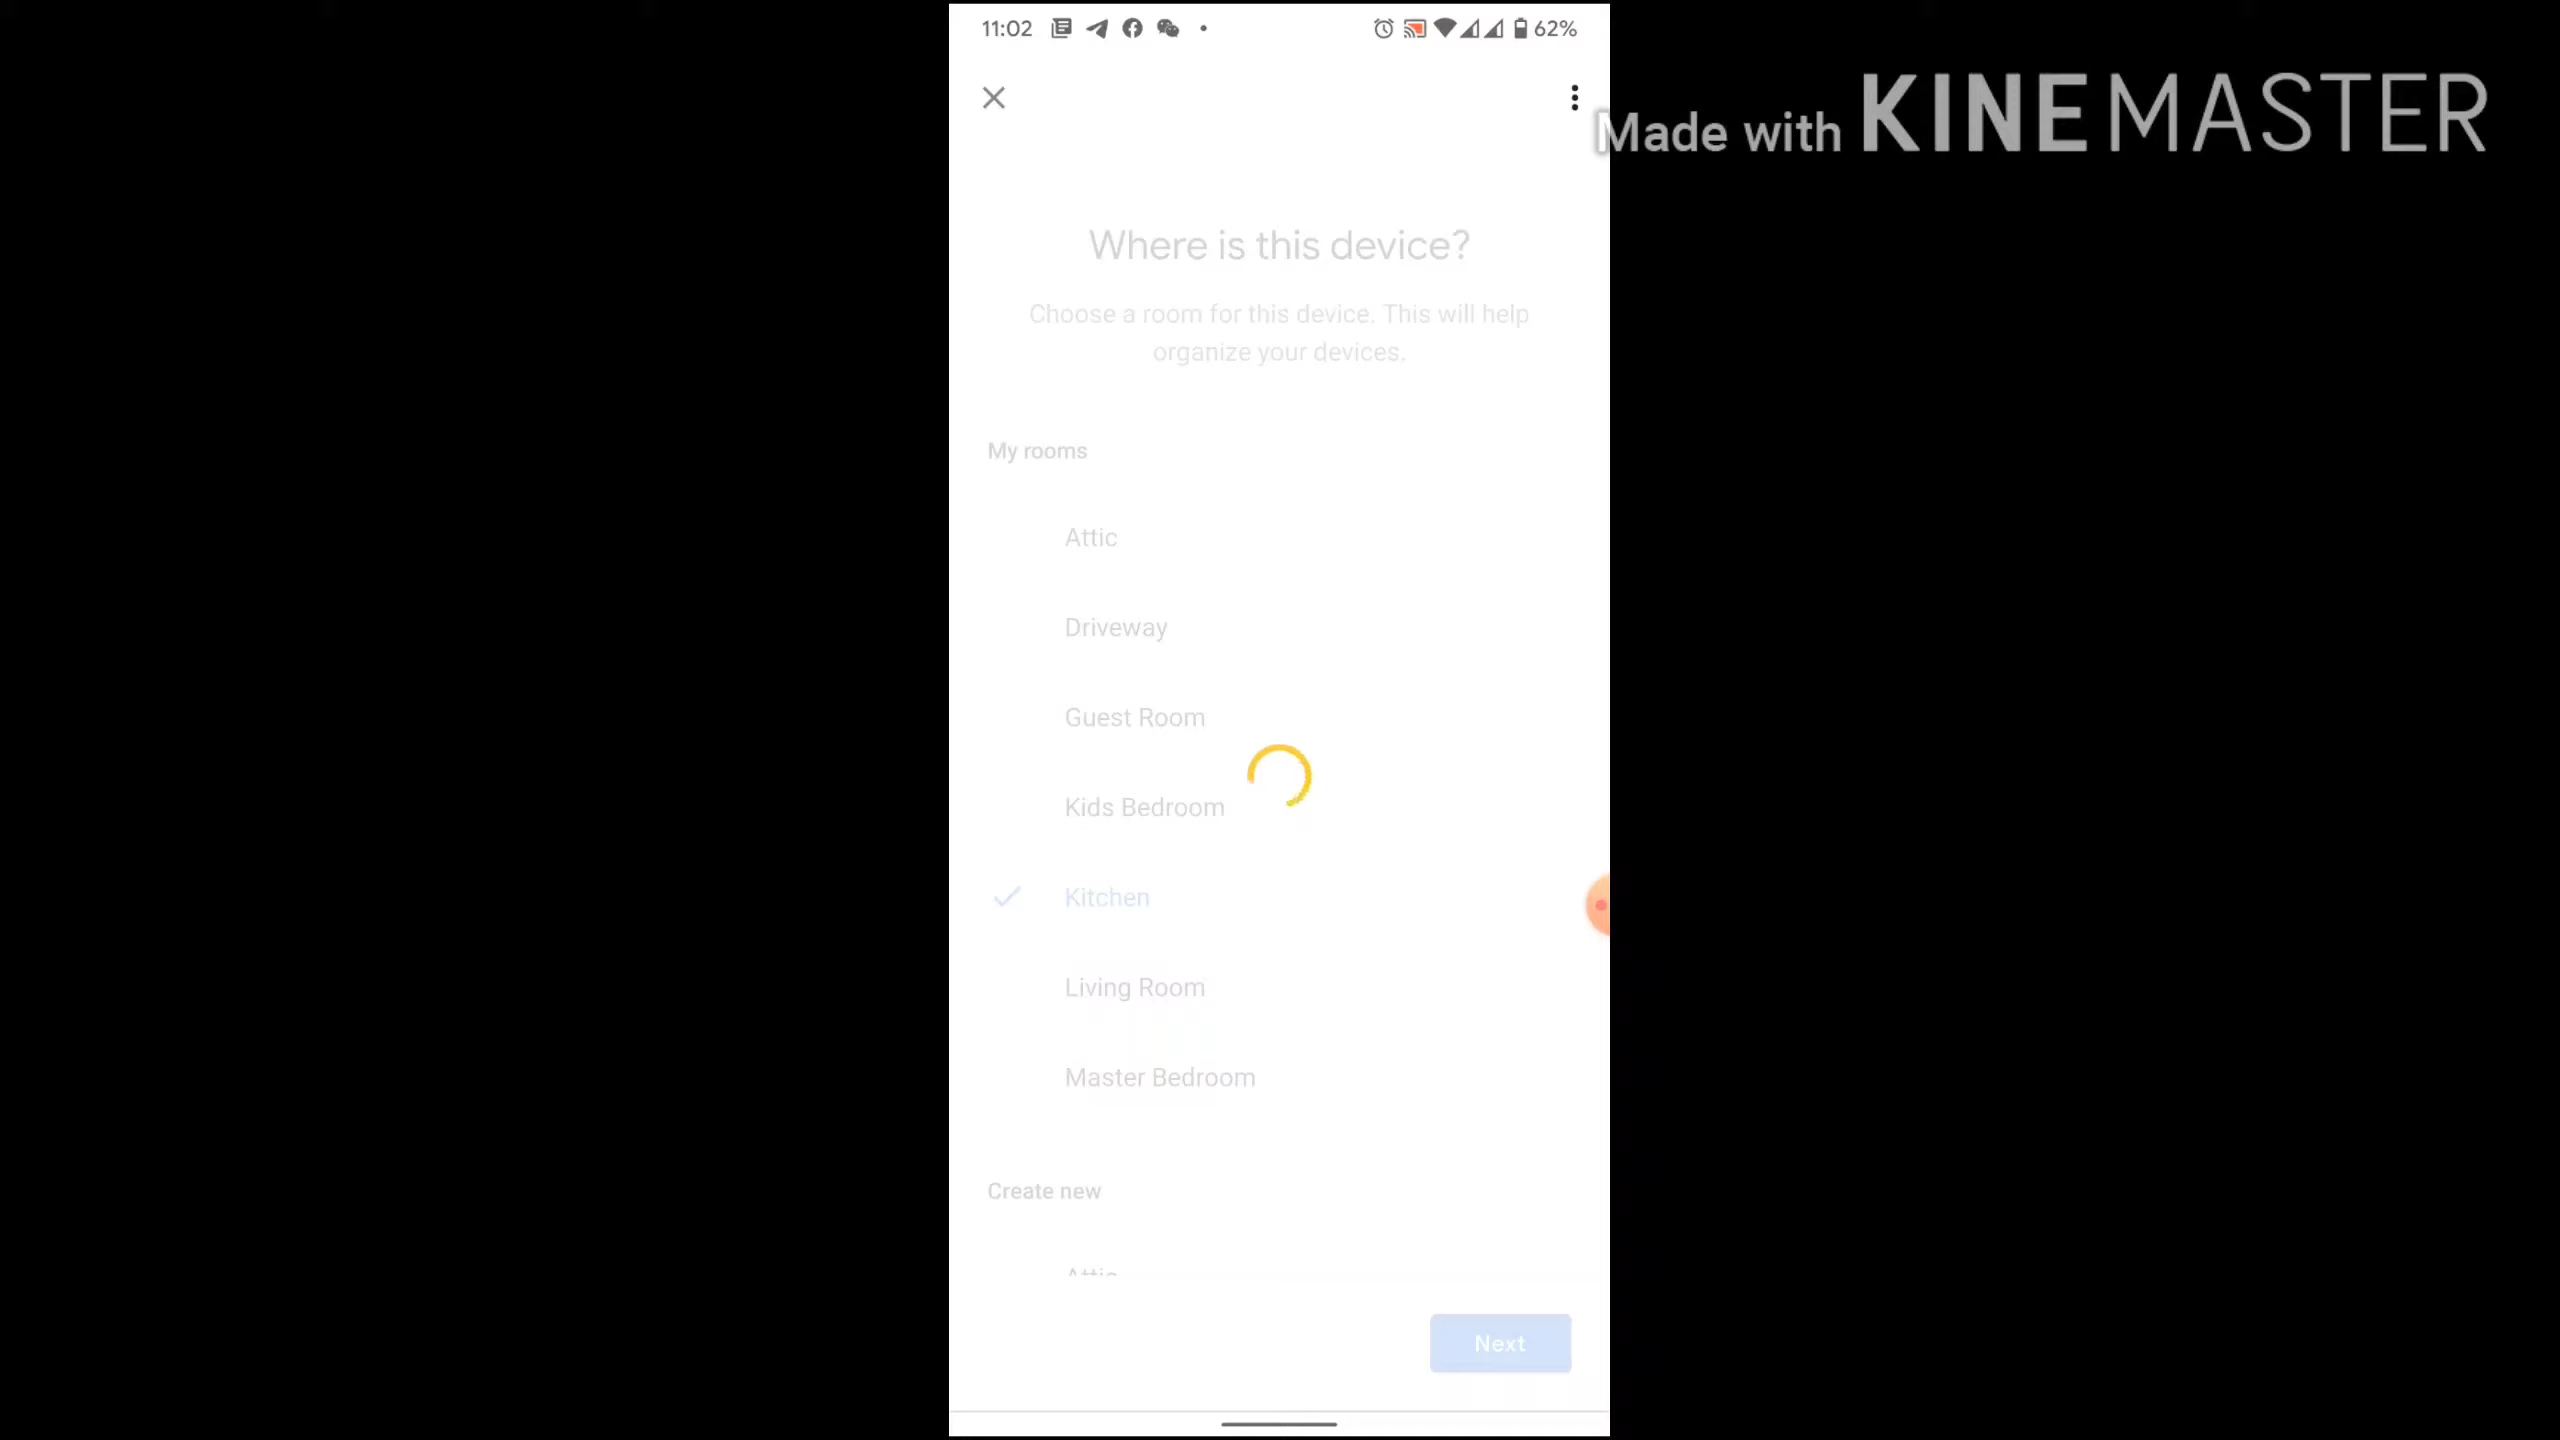 11:02
62%
Made with KINEMASTER
Where is this device?
Choose a room for this device. This will help
organize your devices.
My rooms
Attic
Driveway
Guest Room
Kids Bedroom
Kitchen
Living Room
Master Bedroom
Create new
Attic
Next